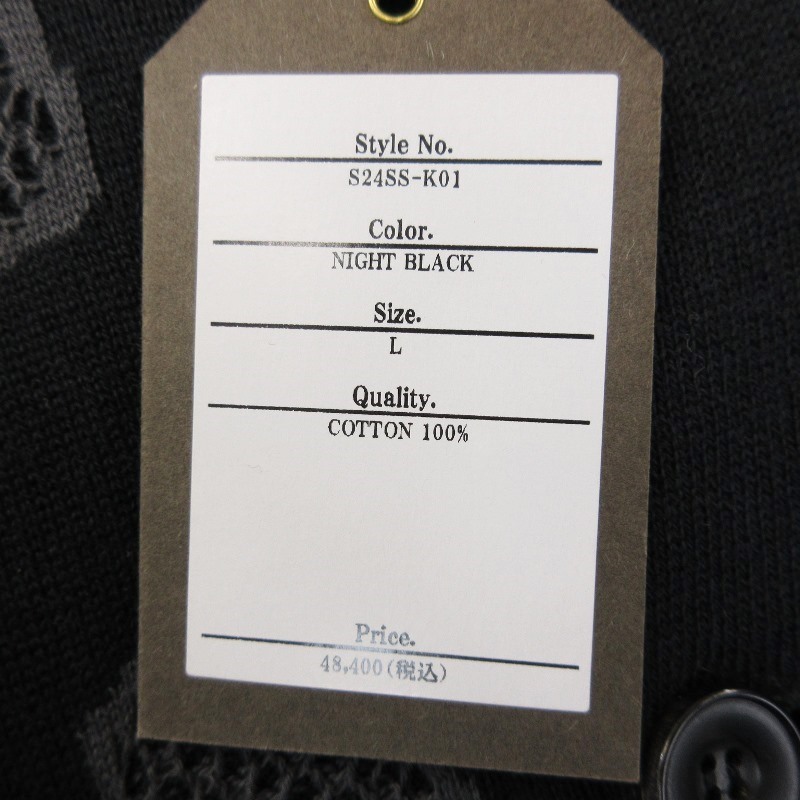 Style No.
S24SS-K01
Color.
NIGHT BLACK
Size.
L
Quality.
COTTON 100%
Price.
48,400(税込)